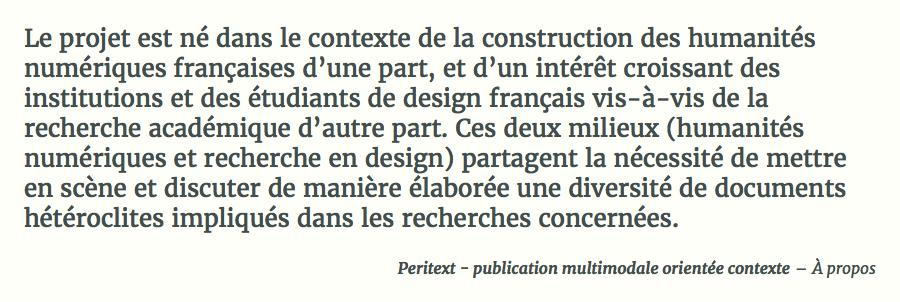 Le projet est né dans le contexte de la construction des humanités
numériques françaises d’une part, et d’un intérêt croissant des
institutions et des étudiants de design français vis-à-vis de la
recherche académique d’autre part. Ces deux milieux (humanités
numériques et recherche en design) partagent la nécessité de mettre
en scène et discuter de manière élaborée une diversité de documents
hétéroclites impliqués dans les recherches concernées.
Peritext - publication multimodale orientée contexte – À propos